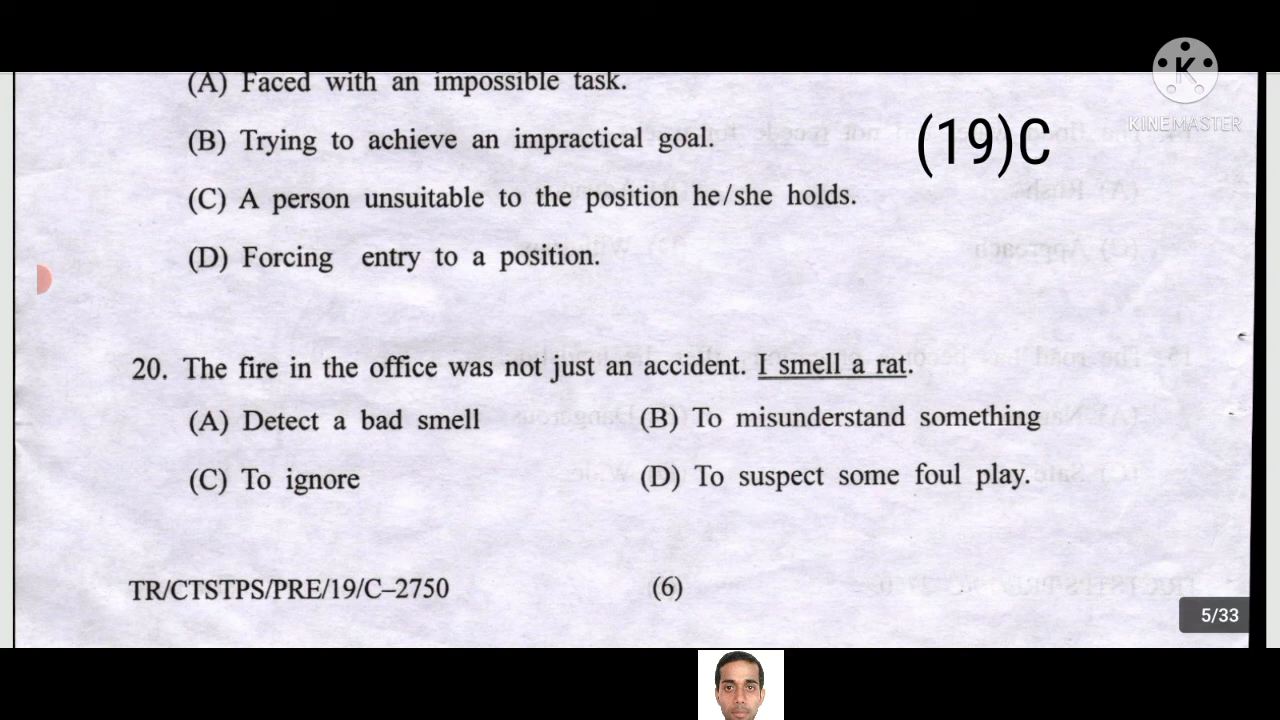 KINEMASTER
(A) Faced with an impossible task.
(19)C
(B) Trying to achieve an impractical goal.
(C) A person unsuitable to the position he/she holds.
(D) Forcing entry to a position.
20. The fire in the office was not just an accident. I smell a rat.
(A) Detect a bad smell (B) To misunderstand something
(C) To ignore (D) To suspect some foul play.
TR/CTSTPS/PRE/19/C–2750 (6)
5/33